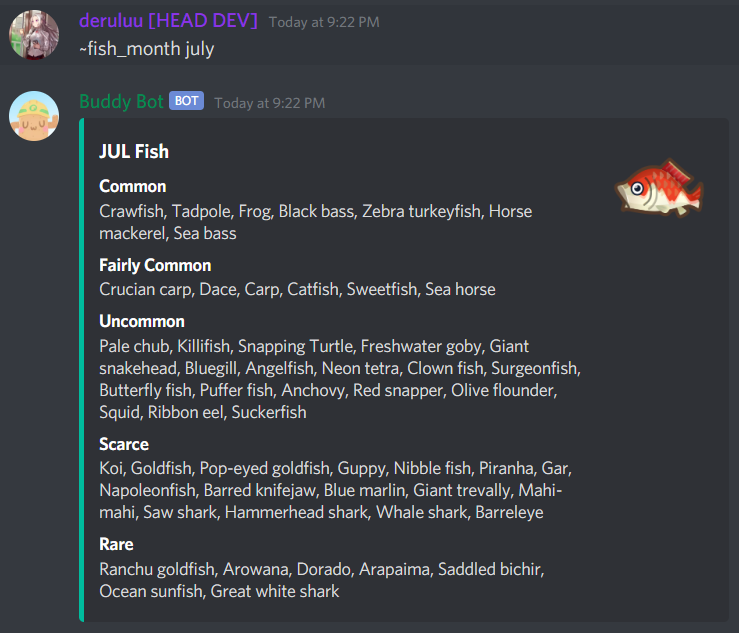 deruluu [HEAD DEV] Today at 9:22 PM
~fish_month july
Buddy Bot BOT Today at 9:22 PM
JUL Fish
Common
Crawfish, Tadpole, Frog, Black bass, Zebra turkeyfish, Horse
mackerel, Sea bass
Fairly Common
Crucian carp, Dace, Carp, Catfish, Sweetfish, Sea horse
Uncommon
Pale chub, Killifish, Snapping Turtle, Freshwater goby, Giant
snakehead, Bluegill, Angelfish, Neon tetra, Clown fish, Surgeonfish,
Butterfly fish, Puffer fish, Anchovy, Red snapper, Olive flounder,
Squid, Ribbon eel, Suckerfish
Scarce
Koi, Goldfish, Pop-eyed goldfish, Guppy, Nibble fish, Piranha, Gar,
Napoleonfish, Barred knifejaw, Blue marlin, Giant trevally, Mahi-
mahi, Saw shark, Hammerhead shark, Whale shark, Barreleye
Rare
Ranchu goldfish, Arowana, Dorado, Arapaima, Saddled bichir,
Ocean sunfish, Great white shark